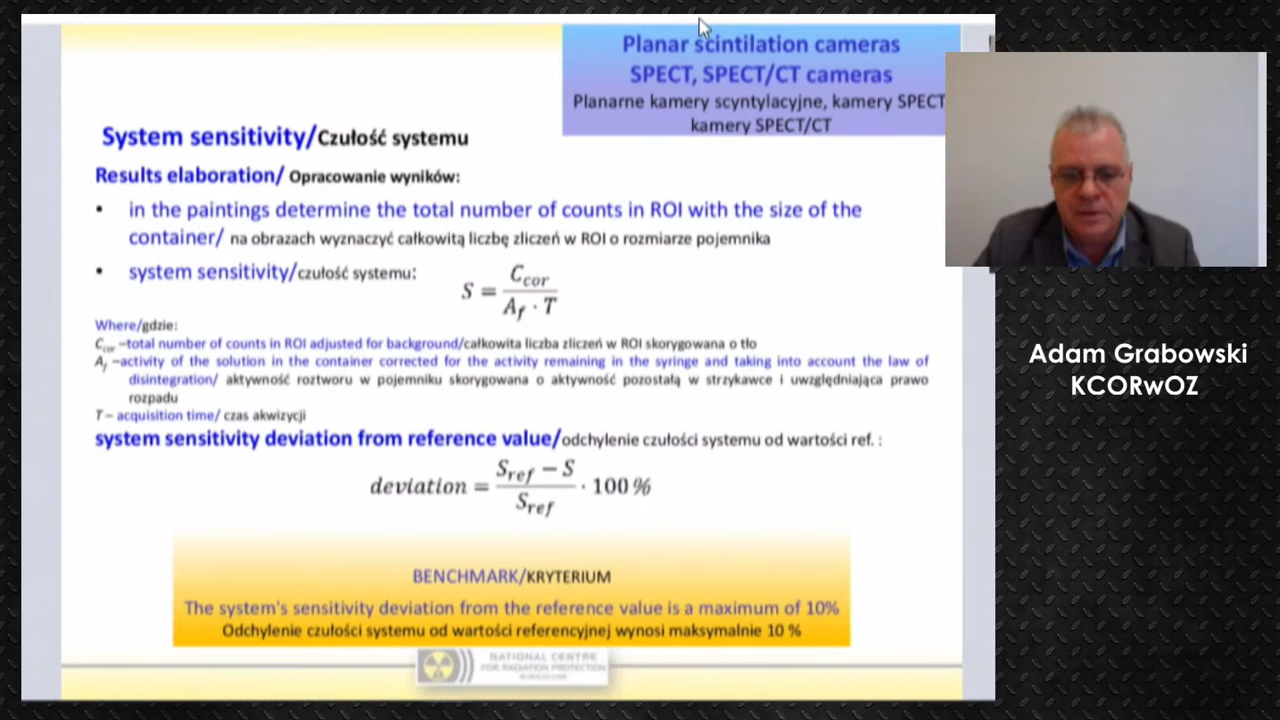 Planar scintilation cameras
SPECT, SPECT/CT cameras
Planarne kamery scyntylacyjne, kamery SPECT
kamery SPECT/CT
System sensitivity/Czułość systemu
Results elaboration/ Opracowanie wyników:
• in the paintings determine the total number of counts in ROI with the size of the
container/ na obrazach wyznaczyć całkowitą liczbę zliczeń w ROI o rozmiarze pojemnika
• system sensitivity/czułość systemu:
S = C_cor / (A_f · T)
Where/gdzie:
C_cor –total number of counts in ROI adjusted for background/całkowita liczba zliczeń w ROI skorygowana o tło
A_f –activity of the solution in the container corrected for the activity remaining in the syringe and taking into account the law of
disintegration/ aktywność roztworu w pojemniku skorygowana o aktywność pozostałą w strzykawce i uwzględniająca prawo
rozpadu
T – acquisition time/ czas akwizycji
system sensitivity deviation from reference value/odchylenie czułości systemu od wartości ref. :
deviation = (S_ref − S) / S_ref · 100 %
BENCHMARK/KRYTERIUM
The system's sensitivity deviation from the reference value is a maximum of 10%
Odchylenie czułości systemu od wartości referencyjnej wynosi maksymalnie 10 %
NATIONAL CENTRE
FOR RADIATION PROTECTION
Adam Grabowski
KCORwOZ